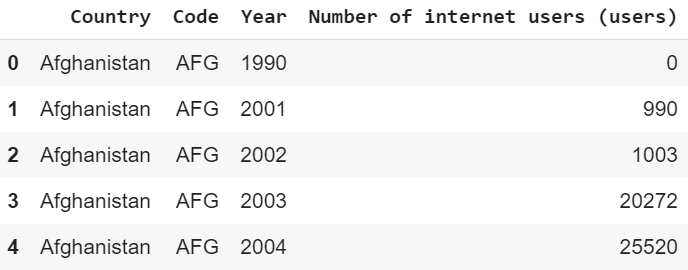 Country Code Year Number of internet users (users)
0 Afghanistan AFG 1990 0
1 Afghanistan AFG 2001 990
2 Afghanistan AFG 2002 1003
3 Afghanistan AFG 2003 20272
4 Afghanistan AFG 2004 25520